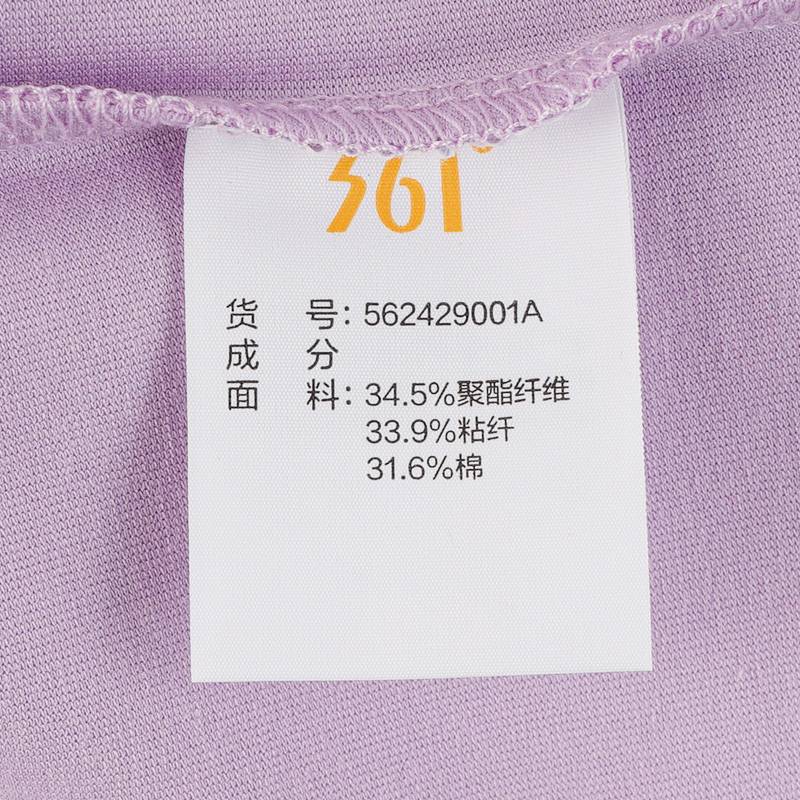 361°
货 号：562429001A
成 分
面 料：34.5%聚酯纤维
33.9%粘纤
31.6%棉